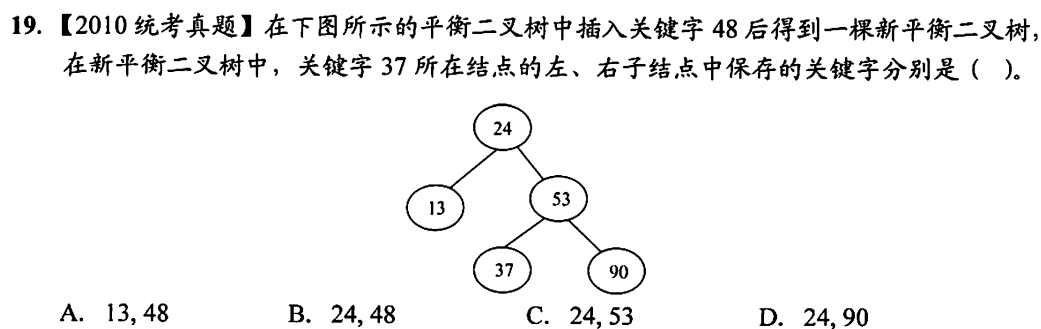 19. 【2010 统考真题】在下图所示的平衡二叉树中插入关键字 48 后得到一棵新平衡二叉树,
在新平衡二叉树中，关键字 37 所在结点的左、右子结点中保存的关键字分别是（ ）。
24
13
53
37
90
A. 13, 48 B. 24, 48 C. 24, 53 D. 24, 90